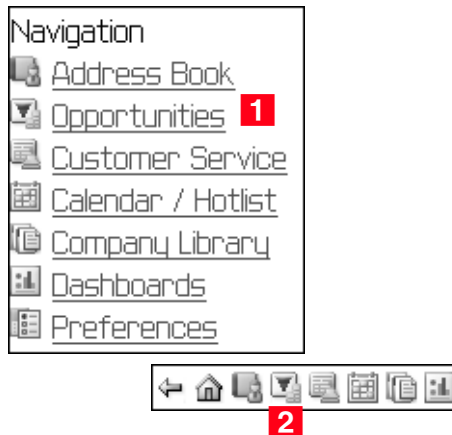 Navigation
Address Book
Opportunities 1
Customer Service
Calendar / Hotlist
Company Library
Dashboards
Preferences
2